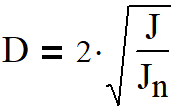 D = 2·√(J/Jn)